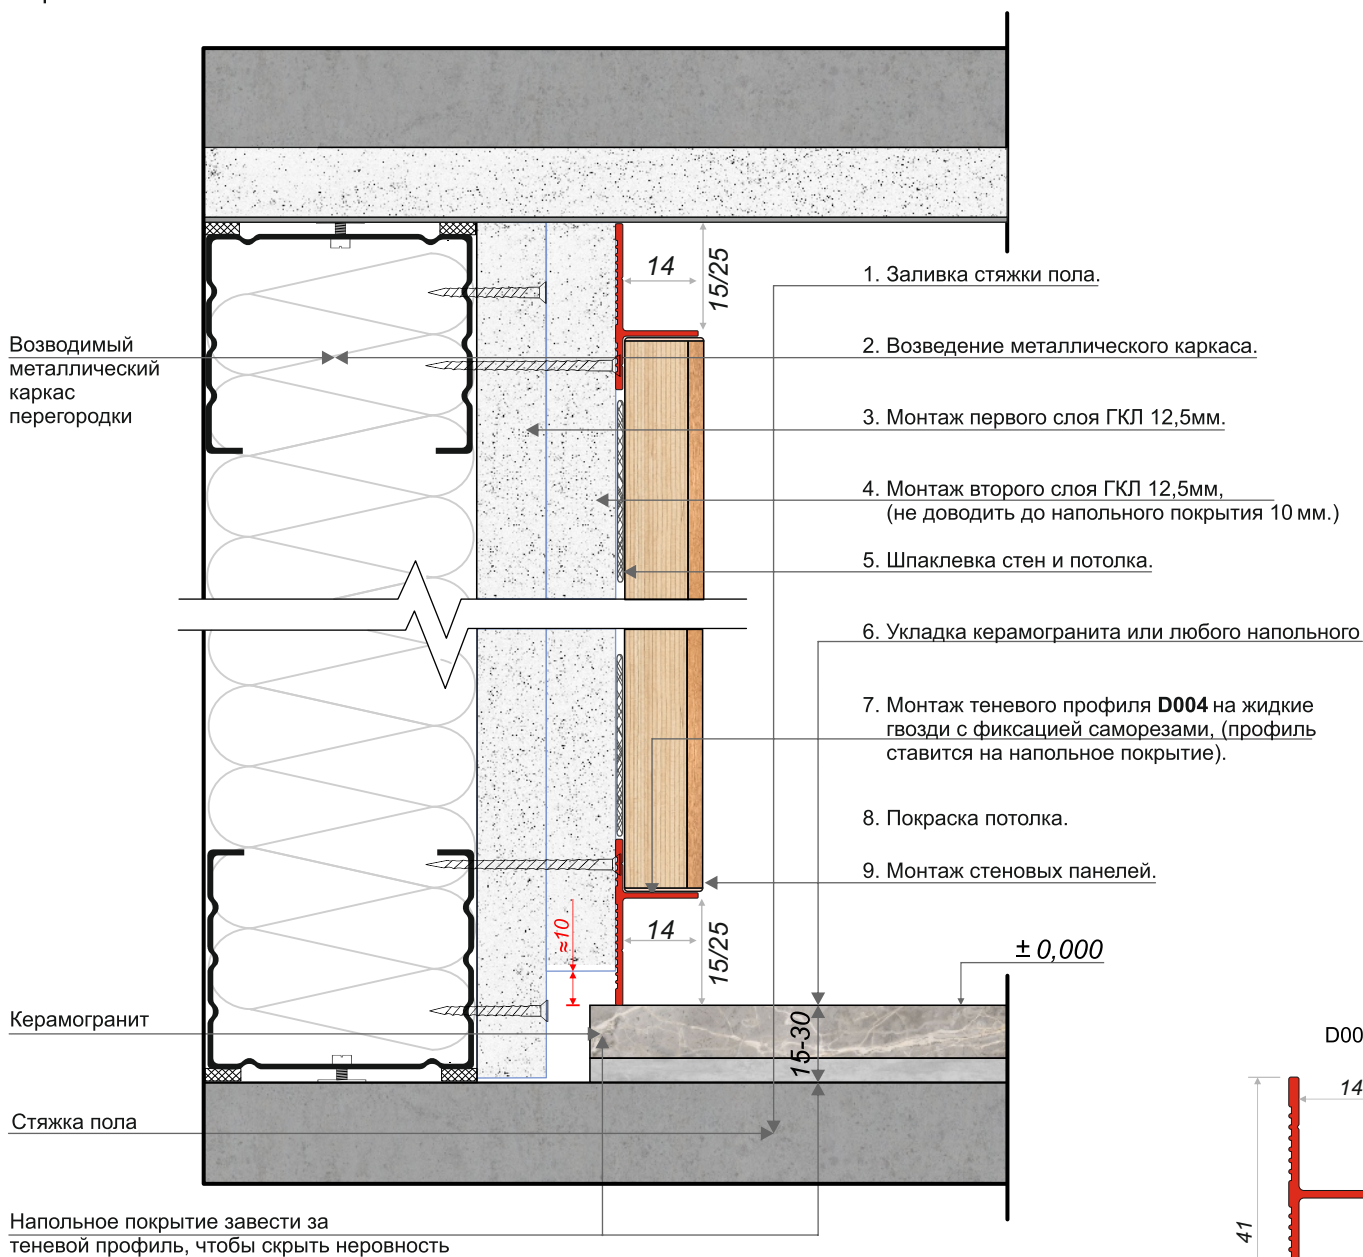 14
15/25
1. Заливка стяжки пола.
Возводимый
металлический
каркас
перегородки
2. Возведение металлического каркаса.
3. Монтаж первого слоя ГКЛ 12,5мм.
4. Монтаж второго слоя ГКЛ 12,5мм,
(не доводить до напольного покрытия 10 мм.)
5. Шпаклевка стен и потолка.
6. Укладка керамогранита или любого напольного
7. Монтаж теневого профиля D004 на жидкие
гвозди с фиксацией саморезами, (профиль
ставится на напольное покрытие).
8. Покраска потолка.
9. Монтаж стеновых панелей.
≈10
14
15/25
± 0,000
Керамогранит
15-30
D00
14
41
Стяжка пола
Напольное покрытие завести за
теневой профиль, чтобы скрыть неровность